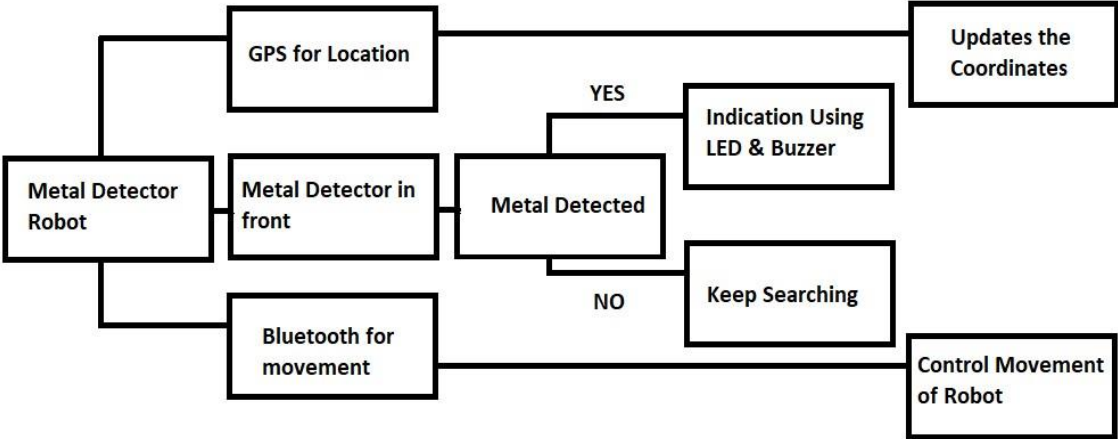 GPS for Location
Updates the
Coordinates
YES
Indication Using
LED & Buzzer
Metal Detector
Robot
Metal Detector in
front
Metal Detected
NO
Keep Searching
Bluetooth for
movement
Control Movement
of Robot